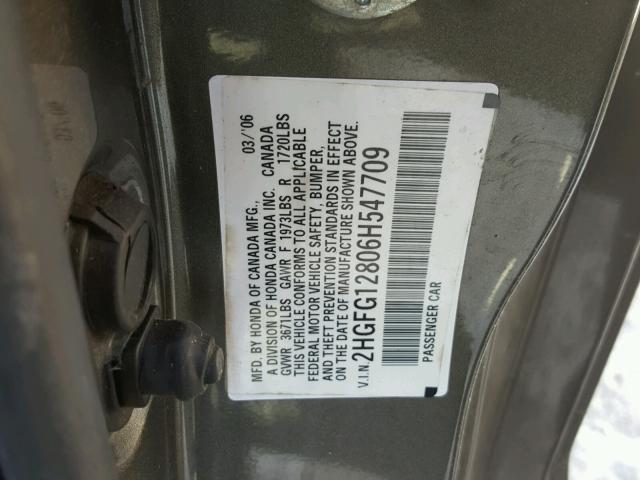 MFD. BY HONDA OF CANADA MFG., 03/'06
A DIVISION OF HONDA CANADA INC. CANADA
GVWR 3671LBS GAWR F 1973LBS R 1720LBS
THIS VEHICLE CONFORMS TO ALL APPLICABLE
FEDERAL MOTOR VEHICLE SAFETY, BUMPER,
AND THEFT PREVENTION STANDARDS IN EFFECT
ON THE DATE OF MANUFACTURE SHOWN ABOVE.
V.I.N. 2HGFG12806H547709
PASSENGER CAR